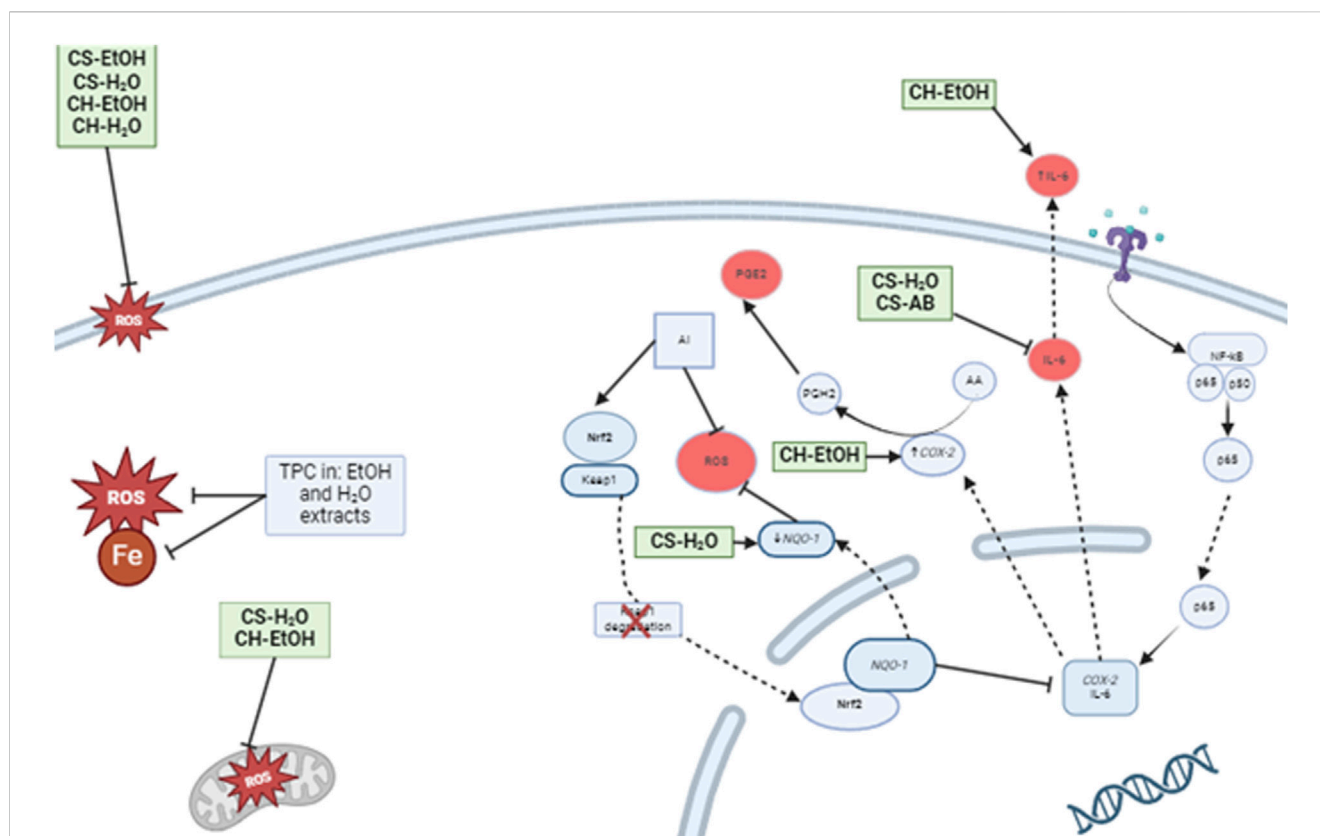 CS-EtOH
CS-H₂O
CH-EtOH
CH-H₂O
ROS
CH-EtOH
↑IL-6
PGE2
CS-H₂O
CS-AB
AI
IL-6
NF-kB
p65
p50
PGH2
AA
Nrf2
Keap1
ROS
CH-EtOH
↑COX-2
p65
TPC in: EtOH
and H₂O
extracts
ROS
Fe
CS-H₂O
↓NQO-1
degradation
p65
CS-H₂O
CH-EtOH
NQO-1
Nrf2
COX-2
IL-6
ROS